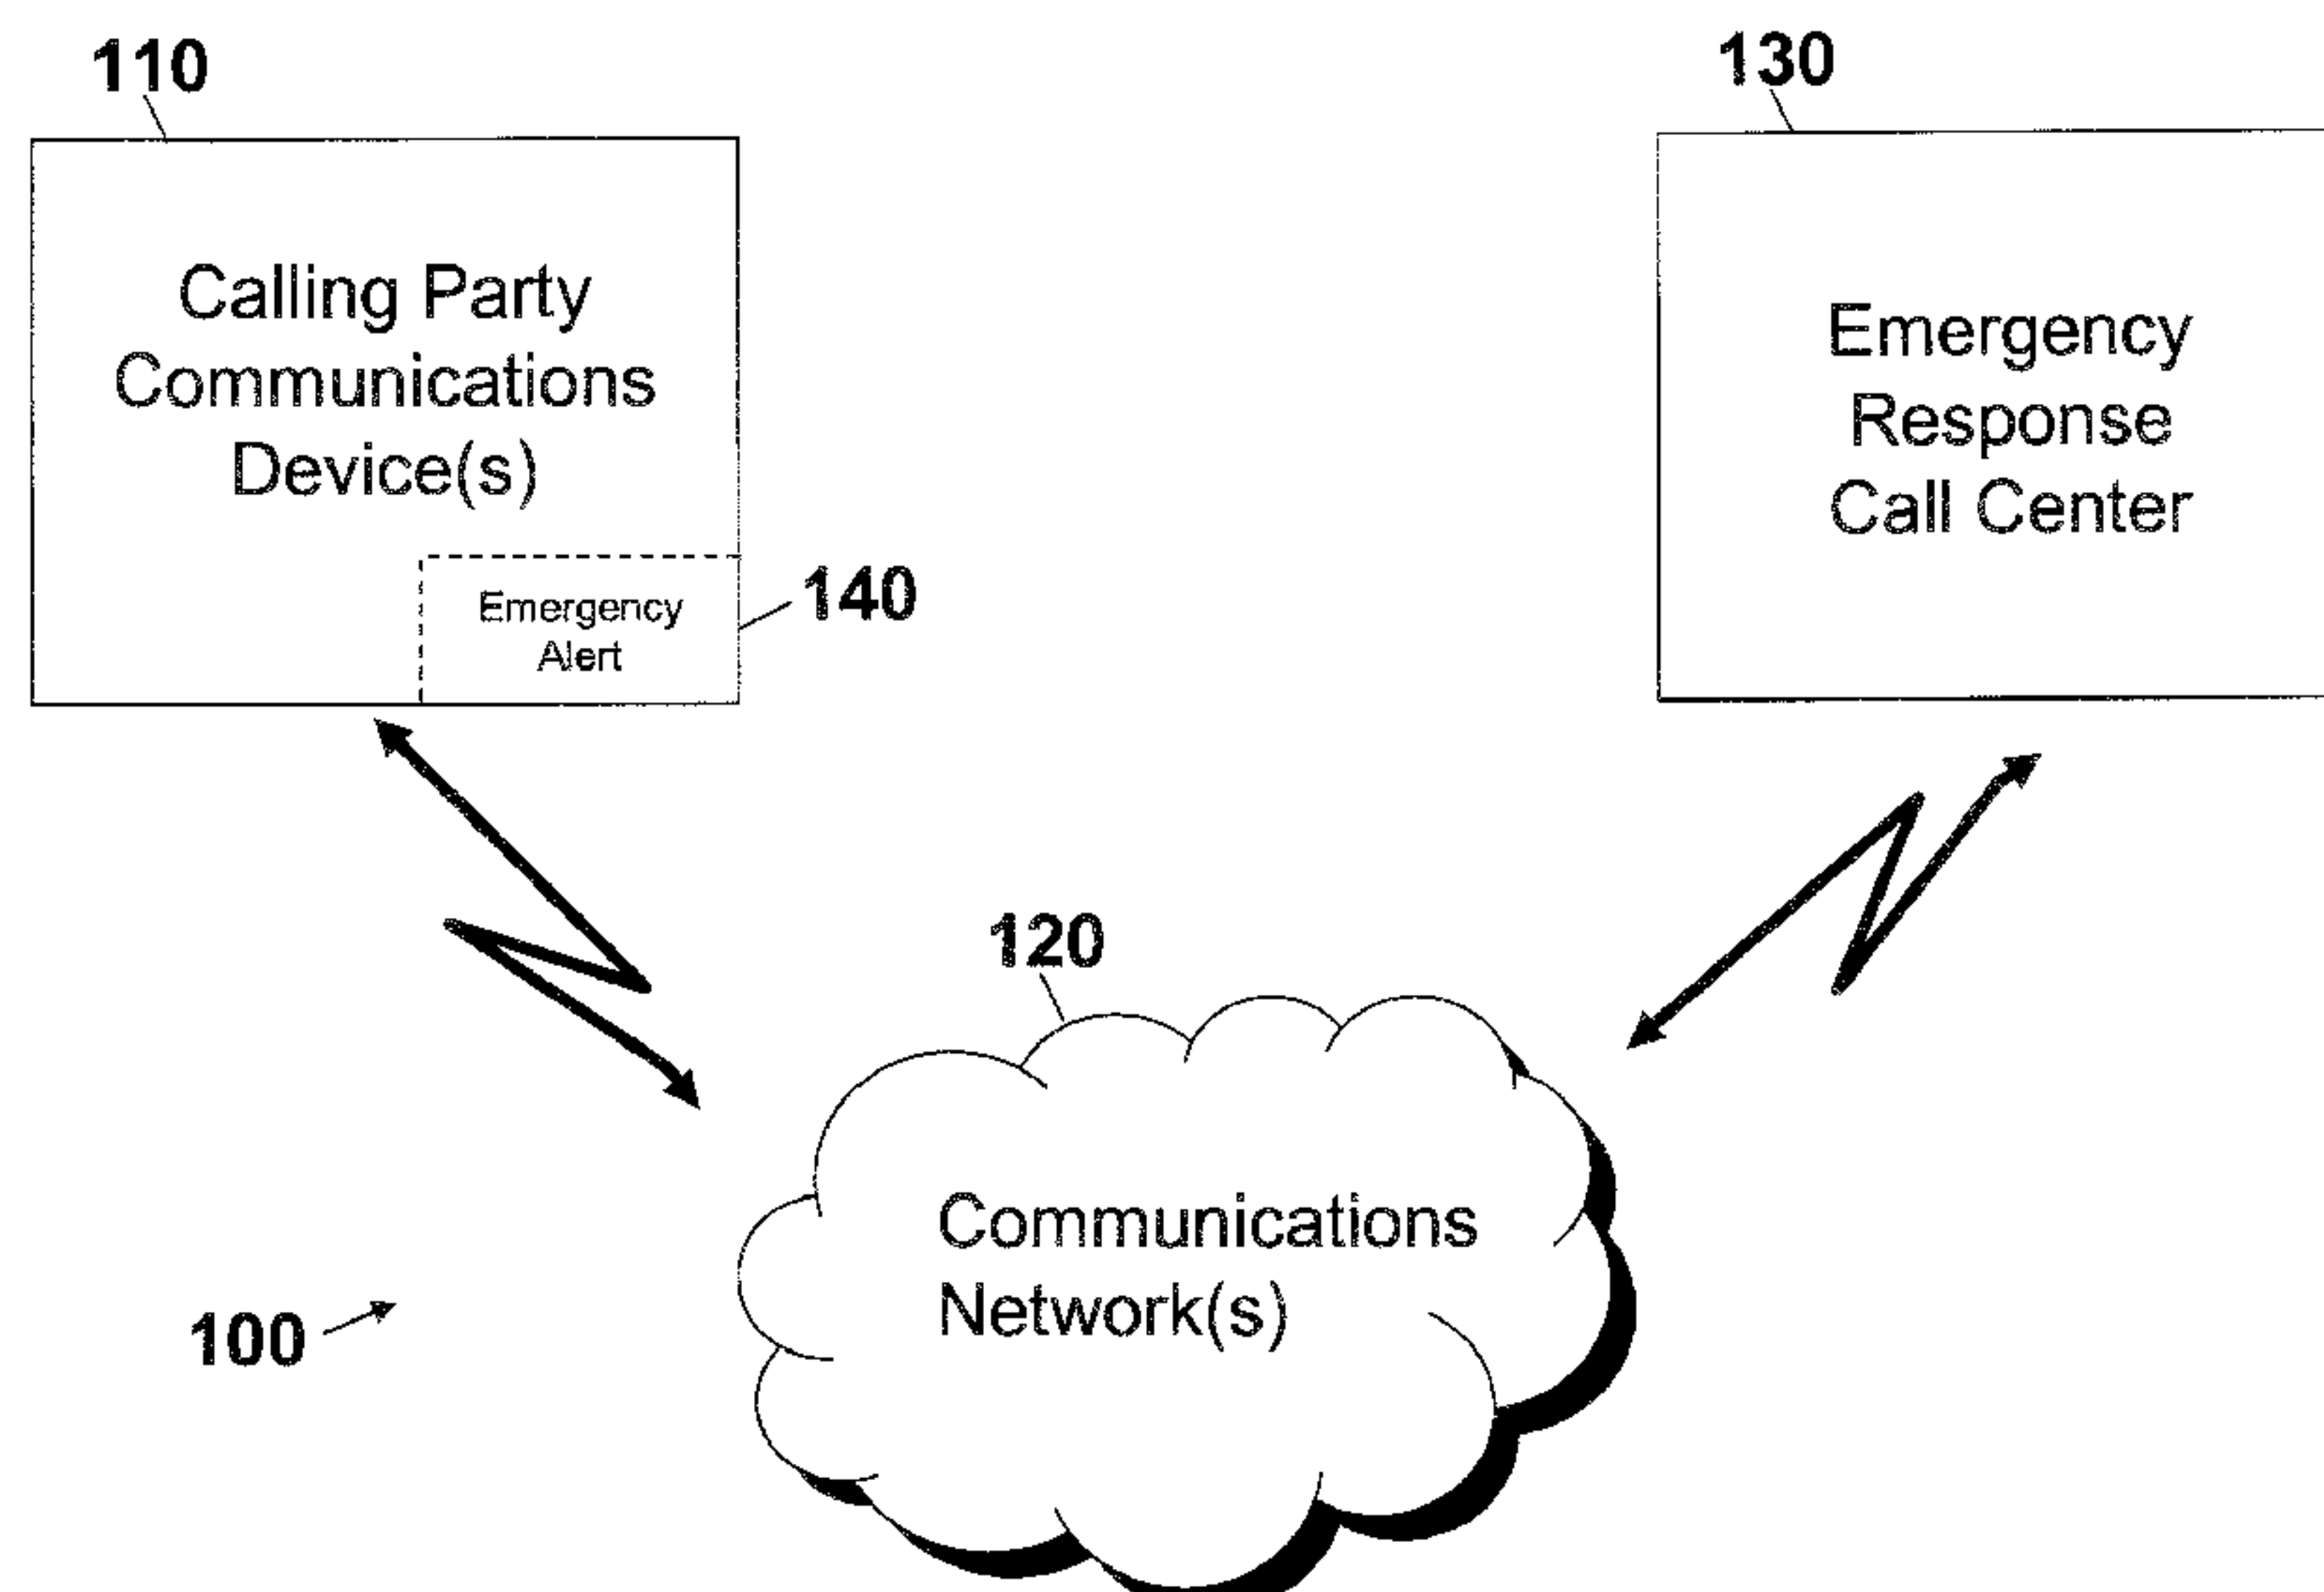 110
130
Calling Party
Communications
Device(s)
Emergency
Response
Call Center
Emergency
Alert
140
120
Communications
Network(s)
100